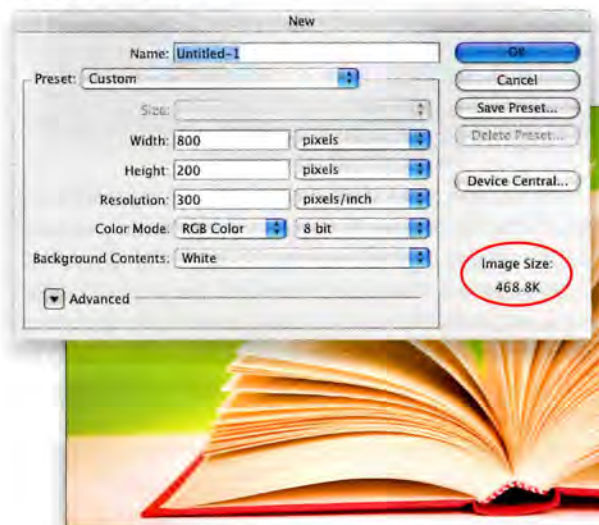 New
Name: Untitled-1
OK
Preset: Custom
Cancel
Size:
Save Preset...
Width: 800 pixels
Delete Preset...
Height: 200 pixels
Resolution: 300 pixels/inch
Device Central...
Color Mode: RGB Color 8 bit
Background Contents: White
Image Size:
468.8K
Advanced